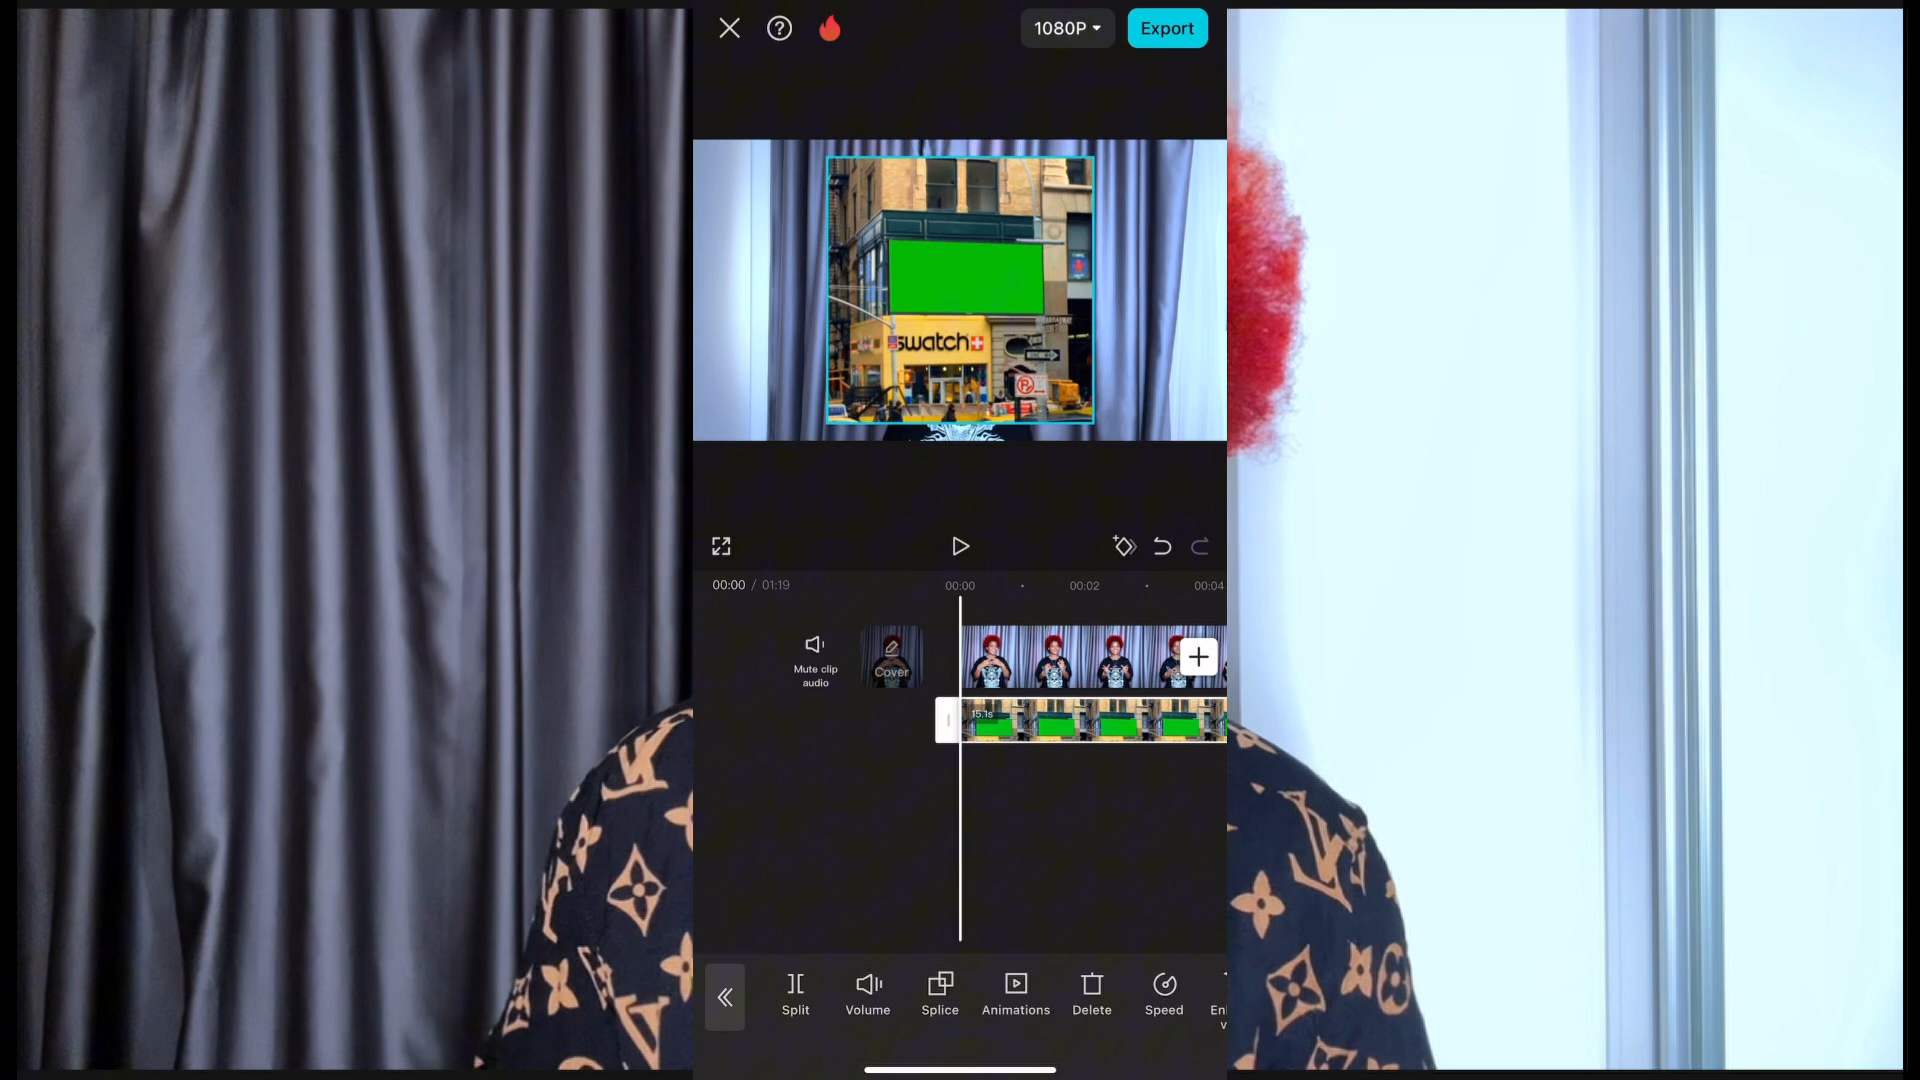 1080P
Export
swatch
00:00 / 01:19
00:00
00:02
00:04
Mute clip
audio
Cover
15.1s
Split
Volume
Splice
Animations
Delete
Speed